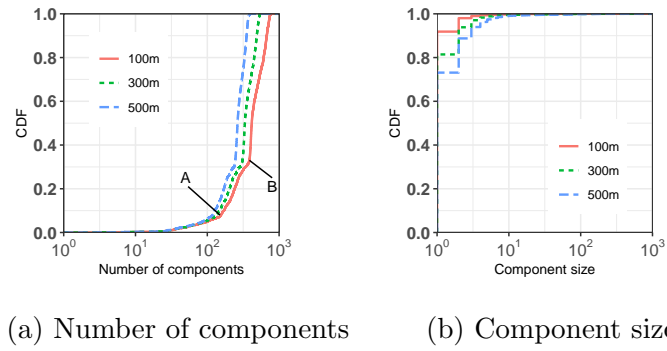 1.0
0.8
0.6
0.4
0.2
0.0
CDF
100m
300m
500m
A
B
10^0
10^1
10^2
10^3
Number of components
1.0
0.8
0.6
0.4
0.2
0.0
CDF
100m
300m
500m
10^0
10^1
10^2
10^3
Component size
(a) Number of components
(b) Component size